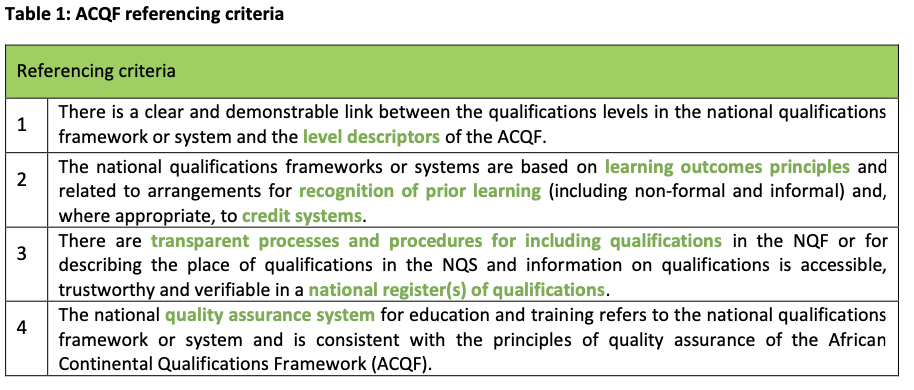 Table 1: ACQF referencing criteria
Referencing criteria
1
There is a clear and demonstrable link between the qualifications levels in the national qualifications
framework or system and the level descriptors of the ACQF.
2
The national qualifications frameworks or systems are based on learning outcomes principles and
related to arrangements for recognition of prior learning (including non-formal and informal) and,
where appropriate, to credit systems.
3
There are transparent processes and procedures for including qualifications in the NQF or for
describing the place of qualifications in the NQS and information on qualifications is accessible,
trustworthy and verifiable in a national register(s) of qualifications.
4
The national quality assurance system for education and training refers to the national qualifications
framework or system and is consistent with the principles of quality assurance of the African
Continental Qualifications Framework (ACQF).